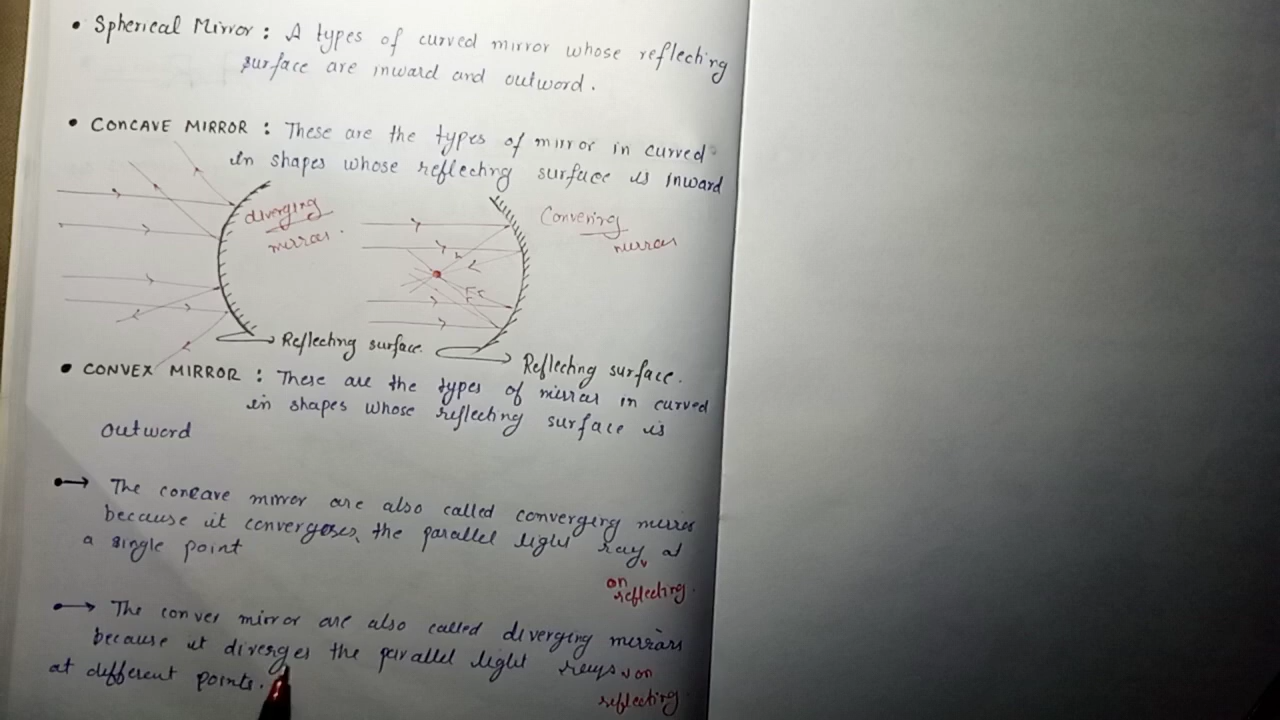 • Spherical Mirror : A types of curved mirror whose reflecting
surface are inward and outword.
• CONCAVE MIRROR : These are the types of mirror in curved
in shapes whose reflecting surface is inward
diverging
mirror.
Convering
mirror
F
Reflecting surface.
Reflecting surface.
• CONVEX MIRROR : These are the types of mirror in curved
in shapes whose reflecting surface is
outword
→ The concave mirror are also called converging mirror
because it convergeses the parallel light ray at
a single point
on
reflecting.
→ The conver mirror are also called diverging mirrors
because it diverges the parallel light rays on
at different points.
reflecting